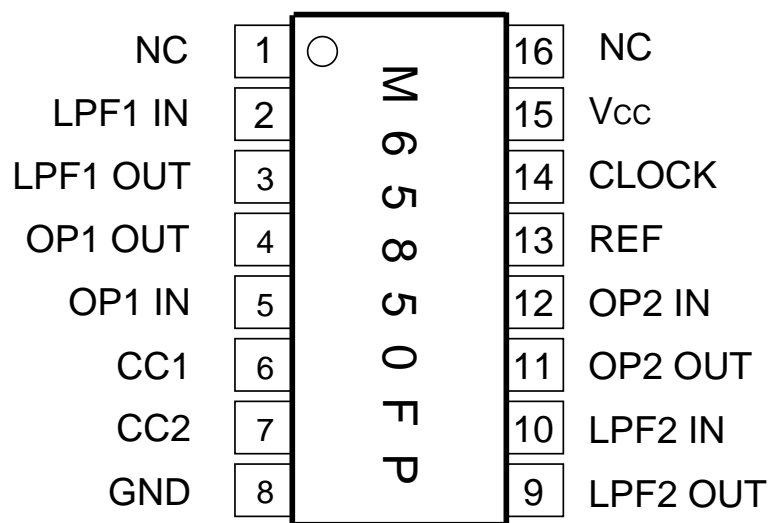 NC 1 16 NC
LPF1 IN 2 15 Vcc
LPF1 OUT 3 14 CLOCK
OP1 OUT 4 13 REF
OP1 IN 5 12 OP2 IN
CC1 6 11 OP2 OUT
CC2 7 10 LPF2 IN
GND 8 9 LPF2 OUT
M65850FP